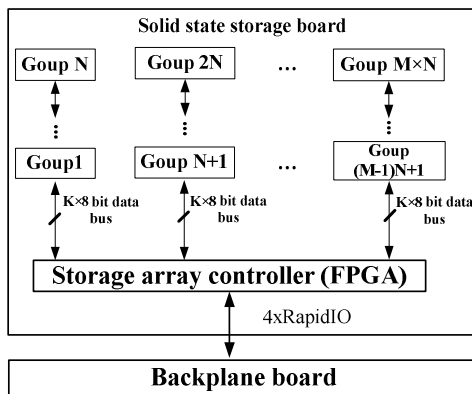 Solid state storage board
Goup N
Goup 2N
...
Goup M×N
Goup1
Goup N+1
...
Goup
(M-1)N+1
K×8 bit data
bus
K×8 bit data
bus
K×8 bit data
bus
Storage array controller (FPGA)
4xRapidIO
Backplane board